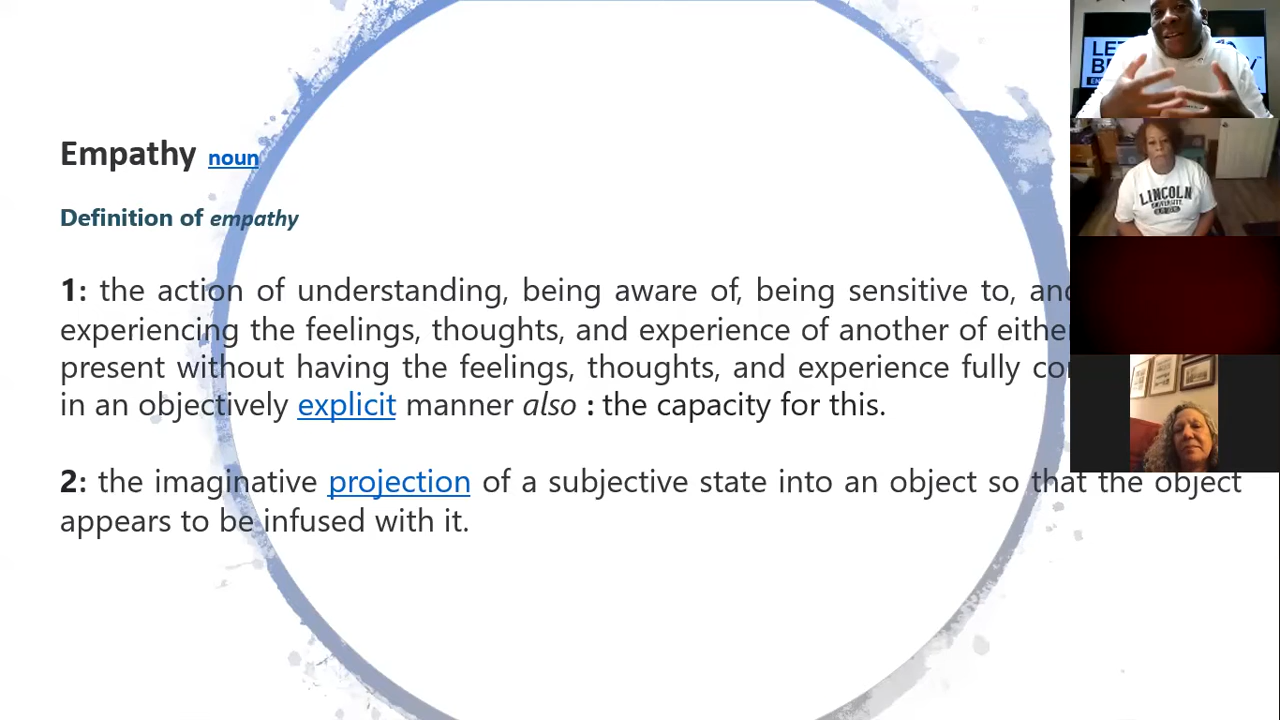 Empathy noun
Definition of empathy
1: the action of understanding, being aware of, being sensitive to, and
experiencing the feelings, thoughts, and experience of another of either
present without having the feelings, thoughts, and experience fully
in an objectively explicit manner also : the capacity for this.
2: the imaginative projection of a subjective state into an object so that the object
appears to be infused with it.
LINCOLN
UNIVERSITY